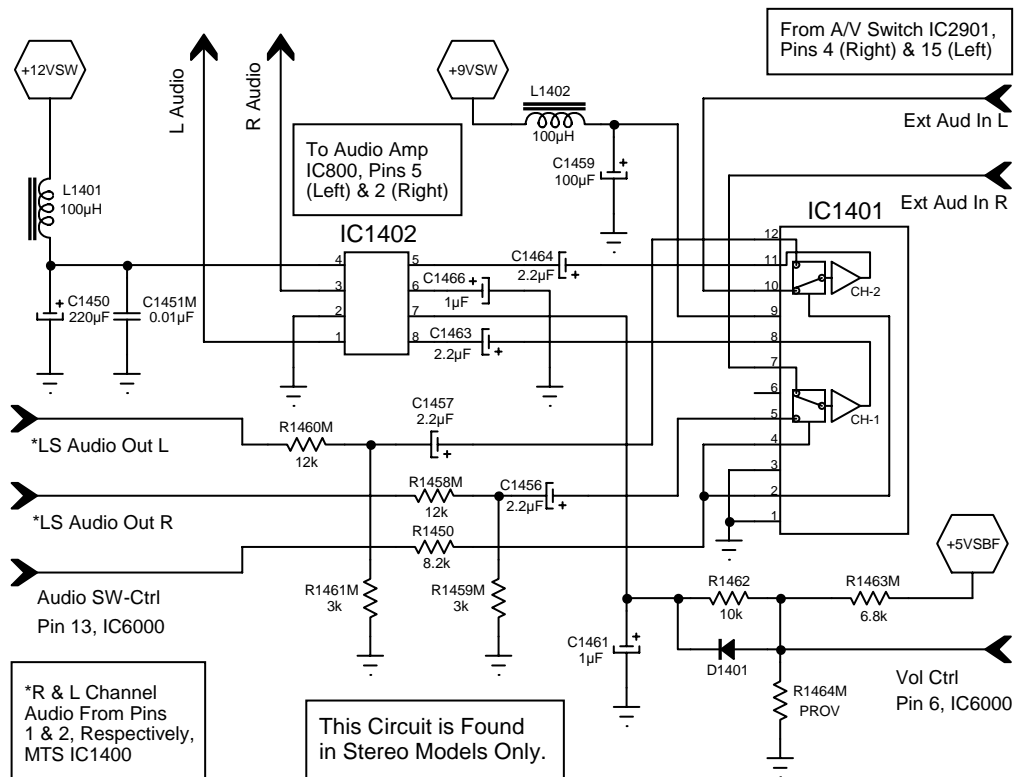 From A/V Switch IC2901,
Pins 4 (Right) & 15 (Left)
+12VSW
L Audio
R Audio
+9VSW
L1402
100µH
Ext Aud In L
To Audio Amp
IC800, Pins 5
(Left) & 2 (Right)
C1459
100µF
+
Ext Aud In R
L1401
100µH
IC1402
IC1401
C1450
220µF
+
C1451M
0.01µF
4
3
2
1
5
6
7
8
C1464
2.2µF
+
C1466
1µF
+
C1463
2.2µF
+
12
11
10
9
8
7
6
5
4
3
2
1
CH-2
CH-1
*LS Audio Out L
R1460M
12k
C1457
2.2µF
+
*LS Audio Out R
R1458M
12k
C1456
2.2µF
+
R1450
8.2k
Audio SW-Ctrl
Pin 13, IC6000
R1461M
3k
R1459M
3k
+5VSBF
R1462
10k
R1463M
6.8k
C1461
1µF
+
D1401
R1464M
PROV
Vol Ctrl
Pin 6, IC6000
*R & L Channel
Audio From Pins
1 & 2, Respectively,
MTS IC1400
This Circuit is Found
in Stereo Models Only.